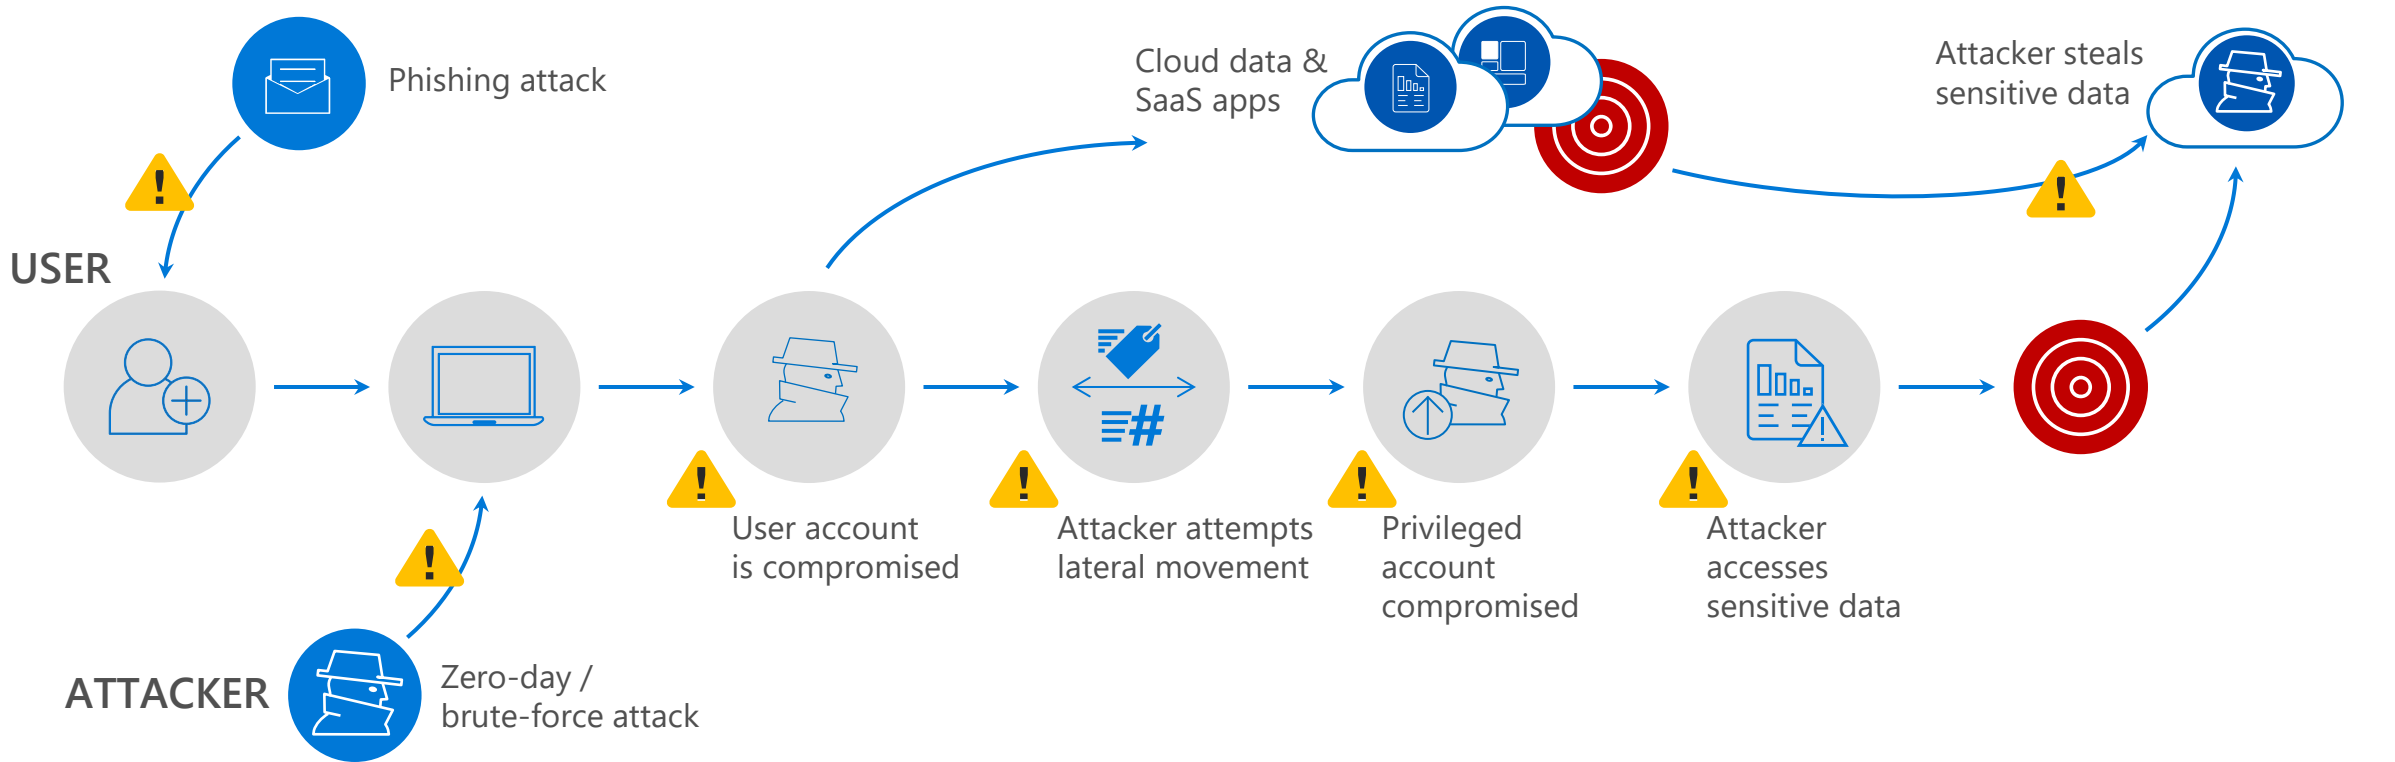 Phishing attack
Cloud data &
SaaS apps
Attacker steals
sensitive data
USER
User account
is compromised
Attacker attempts
lateral movement
Privileged
account
compromised
Attacker
accesses
sensitive data
ATTACKER
Zero-day /
brute-force attack